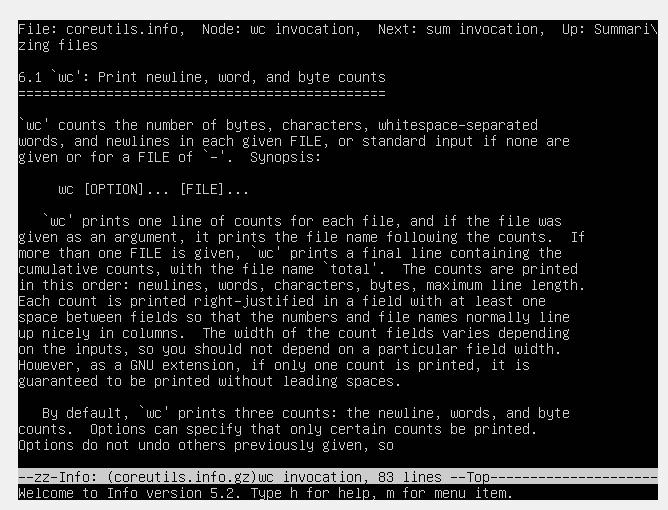 File: coreutils.info,  Node: wc invocation,  Next: sum invocation,  Up: Summari\
zing files

6.1 `wc': Print newline, word, and byte counts
==============================================

`wc' counts the number of bytes, characters, whitespace-separated
words, and newlines in each given FILE, or standard input if none are
given or for a FILE of `-'.  Synopsis:

     wc [OPTION]... [FILE]...

   `wc' prints one line of counts for each file, and if the file was
given as an argument, it prints the file name following the counts.  If
more than one FILE is given, `wc' prints a final line containing the
cumulative counts, with the file name `total'.  The counts are printed
in this order: newlines, words, characters, bytes, maximum line length.
Each count is printed right-justified in a field with at least one
space between fields so that the numbers and file names normally line
up nicely in columns.  The width of the count fields varies depending
on the inputs, so you should not depend on a particular field width.
However, as a GNU extension, if only one count is printed, it is
guaranteed to be printed without leading spaces.

   By default, `wc' prints three counts: the newline, words, and byte
counts.  Options can specify that only certain counts be printed.
Options do not undo others previously given, so

--zz-Info: (coreutils.info.gz)wc invocation, 83 lines --Top---------------------
Welcome to Info version 5.2. Type h for help, m for menu item.